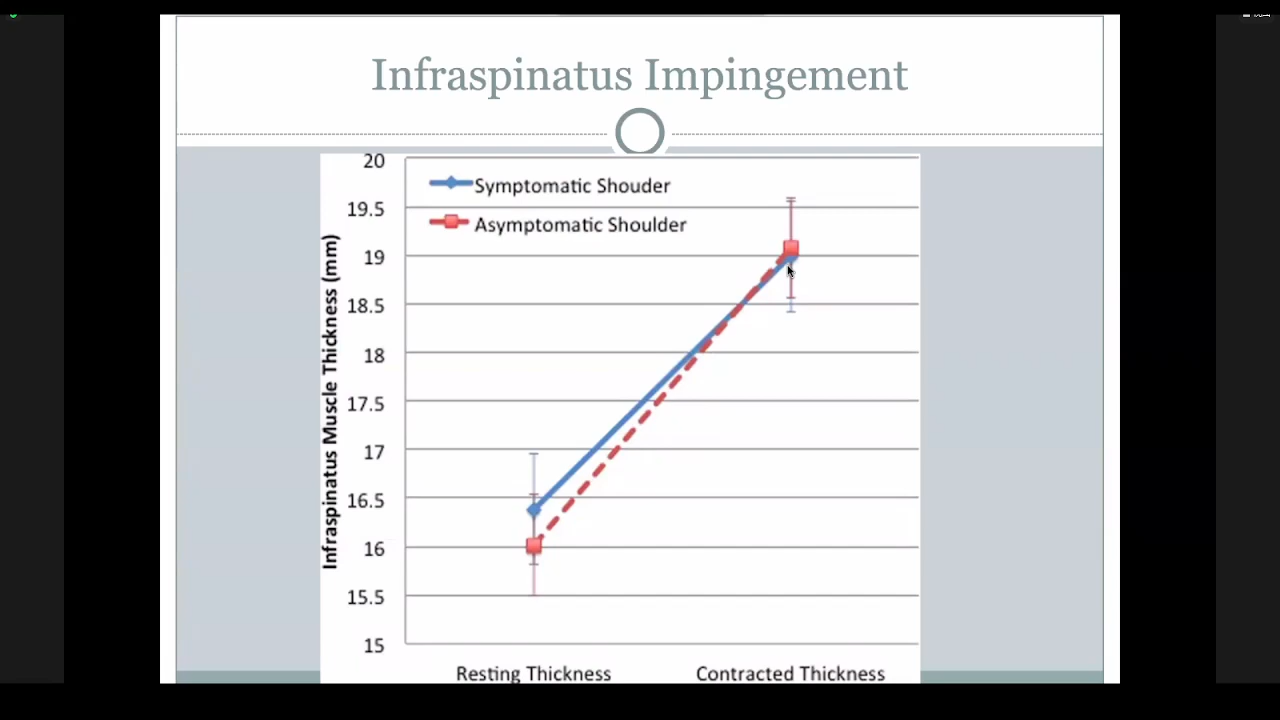 Infraspinatus Impingement
20
19.5
19
18.5
18
17.5
17
16.5
16
15.5
15
Infraspinatus Muscle Thickness (mm)
Symptomatic Shouder
Asymptomatic Shoulder
Resting Thickness
Contracted Thickness